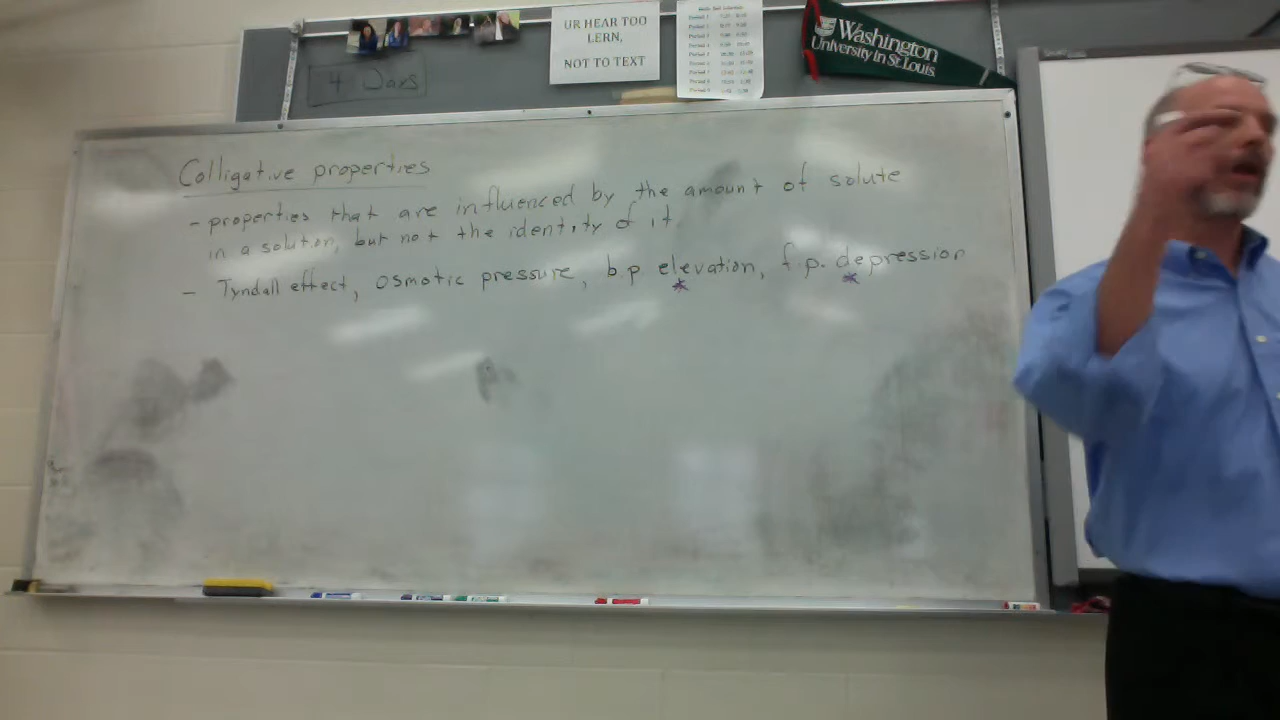 UR HEAR TOO
LERN,
NOT TO TEXT
Washington
University in St. Louis
4 Days
Colligative properties
- properties that are influenced by the amount of solute
in a solution, but not the identity of it.
- Tyndall effect, osmotic pressure, b.p elevation, f.p. depression
* *